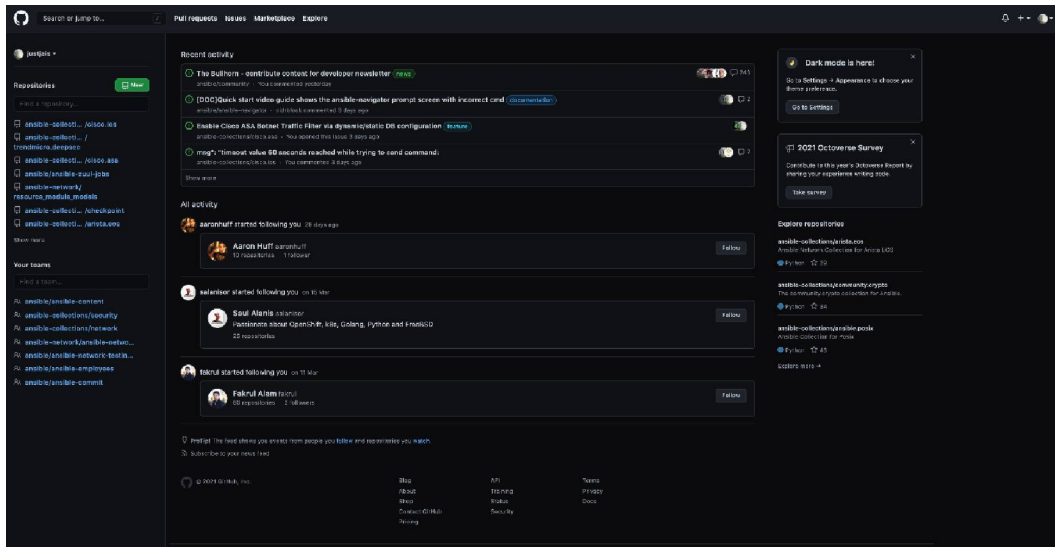 Search or jump to...
/
Pull requests Issues Marketplace Explore
justjais
Repositories
New
Find a repository...
ansible-collecti... /cisco.ios
ansible-collecti... /
trendmicro.deepsec
ansible-collecti... /cisco.asa
ansible/ansible-zuul-jobs
ansible-network/
resource_module_models
ansible-collecti... /checkpoint
ansible-collecti... /arista.eos
Show more
Your teams
Find a team...
ansible/ansible-content
ansible-collections/security
ansible-collections/network
ansible-network/ansible-netwo...
ansible/ansible-network-testin...
ansible/ansible-employees
ansible/ansible-commit
Recent activity
The Bullhorn - contribute content for developer newsletter news
141
ansible/community · You commented yesterday
[DOC]Quick start video guide shows the ansible-navigator prompt screen with incorrect cmd documentation
2
ansible/ansible-navigator · commented 3 days ago
Enable Cisco ASA Botnet Traffic Filter via dynamic/static DB configuration feature
ansible-collections/cisco.asa · You opened this issue 3 days ago
msg": "timeout value 60 seconds reached while trying to send command:
ansible-collections/cisco.ios · You commented 3 days ago
Show more
All activity
aaronhuff started following you 28 days ago
Aaron Huff aaronhuff
10 repositories 1 follower
Follow
salanisor started following you on 15 Mar
Saul Alanis salanisor
Passionate about OpenShift, k8s, Golang, Python and FreeBSD
25 repositories
Follow
fakrul started following you on 11 Mar
Fakrul Alam fakrul
followers
Follow
ProTip! The feed shows you events from people you follow and repositories you watch.
Subscribe to your news feed
© 2021 GitHub, Inc.
Blog
About
Shop
Contact GitHub
Pricing
API
Training
Status
Security
Terms
Privacy
Docs
Dark mode is here!
Go to Settings → Appearance to choose your
theme preference.
Go to Settings
2021 Octoverse Survey
Contribute to this year's Octoverse Report by
sharing your experience writing code.
Take survey
Explore repositories
ansible-collections/arista.eos
Ansible Network Collection for Arista EOS
Python
ansible-collections/community.crypto
The community.crypto collection for Ansible.
Python
ansible-collections/ansible.posix
Ansible Collection for Posix
Python
Explore more →